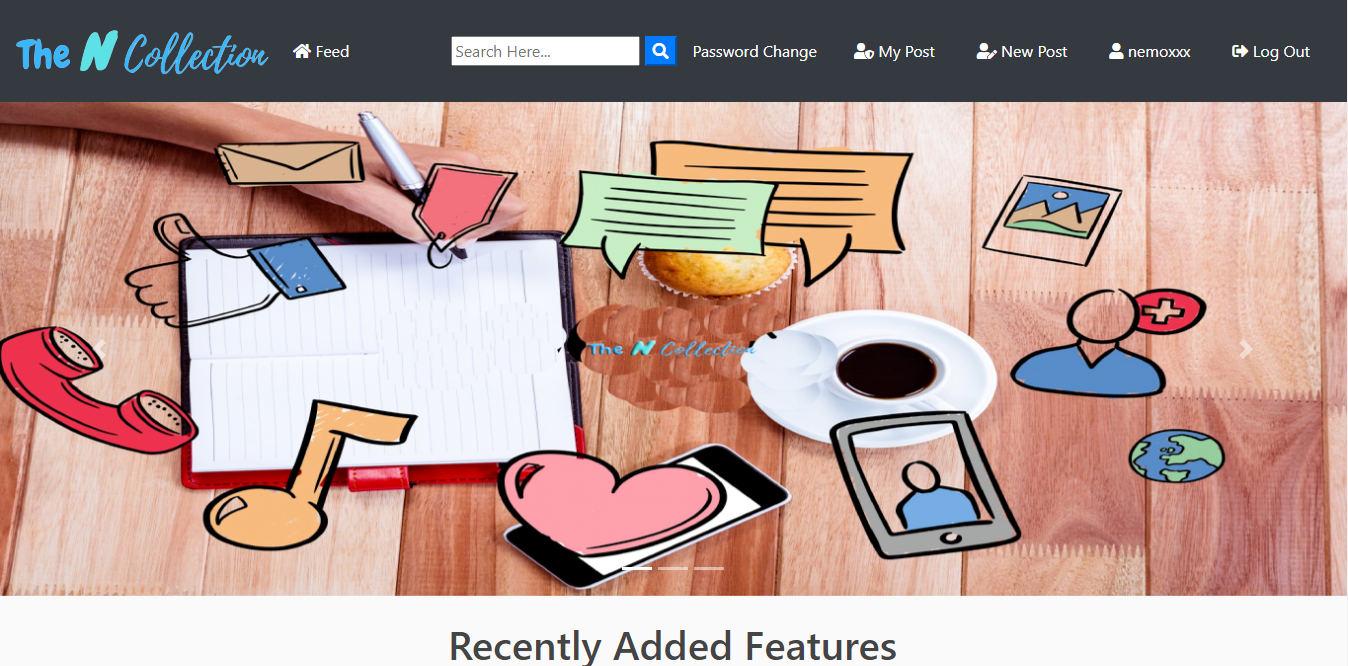 The N Collection Feed Search Here... Password Change My Post New Post nemoxxx Log Out
The N Collection
Recently Added Features